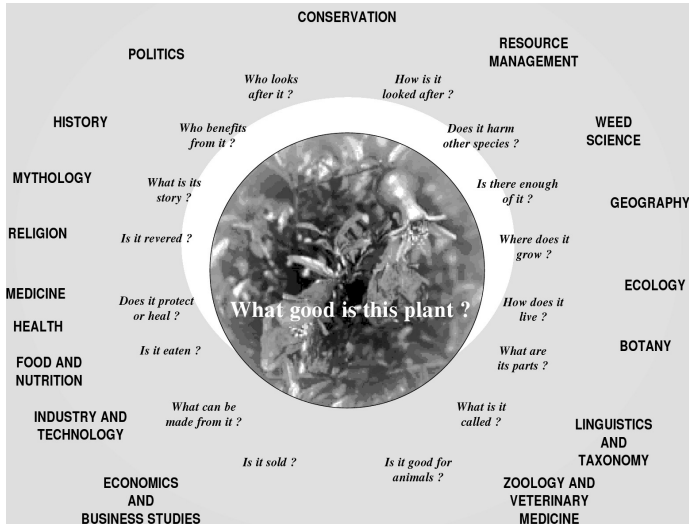 CONSERVATION
POLITICS
RESOURCE
MANAGEMENT
Who looks
after it ?
How is it
looked after ?
HISTORY
Who benefits
from it ?
Does it harm
other species ?
WEED
SCIENCE
MYTHOLOGY
What is its
story ?
Is there enough
of it ?
GEOGRAPHY
RELIGION
Is it revered ?
Where does it
grow ?
ECOLOGY
MEDICINE
HEALTH
Does it protect
or heal ?
What good is this plant ?
How does it
live ?
BOTANY
FOOD AND
NUTRITION
Is it eaten ?
What are
its parts ?
INDUSTRY AND
TECHNOLOGY
What can be
made from it ?
What is it
called ?
LINGUISTICS
AND
TAXONOMY
Is it sold ?
Is it good for
animals ?
ECONOMICS
AND
BUSINESS STUDIES
ZOOLOGY AND
VETERINARY
MEDICINE